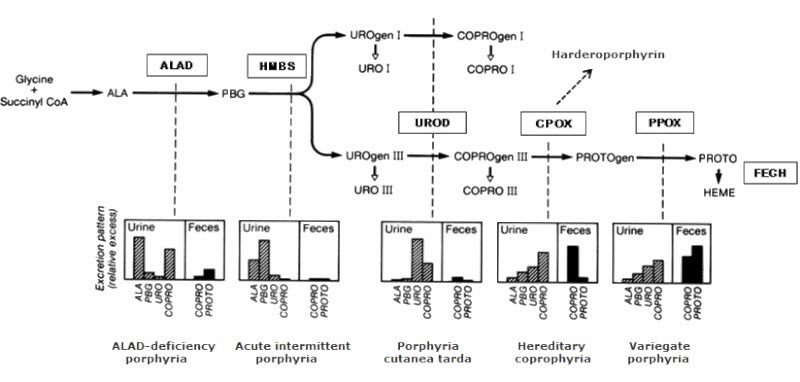 UROgen I
COPROgen I
Harderoporphyrin
ALAD
HMBS
URO I
COPRO I
Glycine
+
Succinyl CoA
ALA
PBG
UROD
CPOX
PPOX
UROgen III
COPROgen III
PROTOgen
PROTO
FECH
URO III
COPRO III
HEME
Excretion pattern
(relative excess)
Urine
Feces
Urine
Feces
Urine
Feces
Urine
Feces
Urine
Feces
ALA
PBG
URO
COPRO
COPRO
PROTO
ALA
PBG
URO
COPRO
COPRO
PROTO
ALA
PBG
URO
COPRO
COPRO
PROTO
ALA
PBG
URO
COPRO
COPRO
PROTO
ALA
PBG
URO
COPRO
COPRO
PROTO
ALAD-deficiency
porphyria
Acute intermittent
porphyria
Porphyria
cutanea tarda
Hereditary
coprophyria
Variegate
porphyria